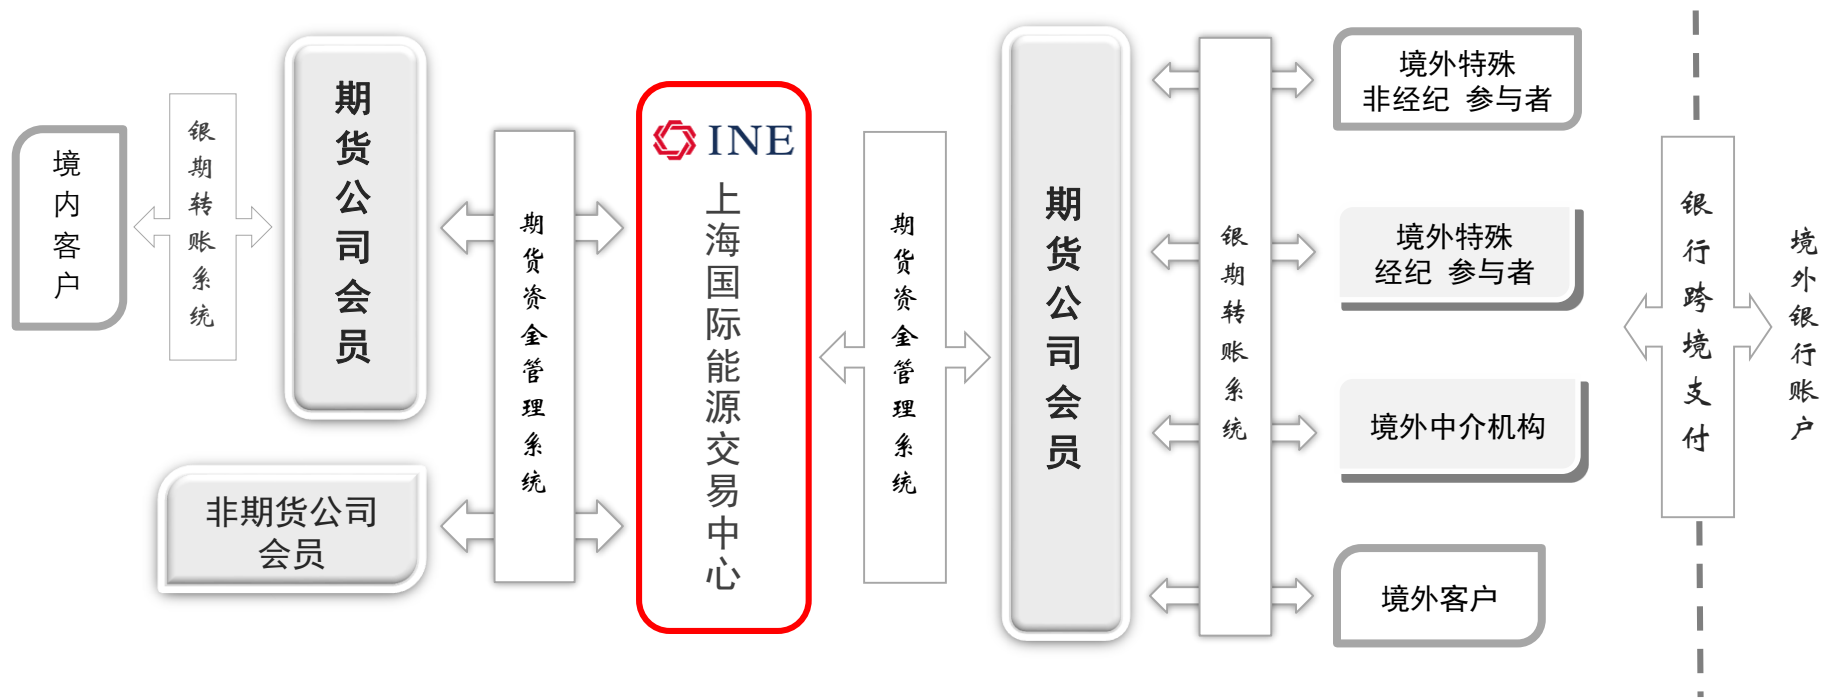 境内客户
银期转账系统
期货公司会员
非期货公司
会员
期货资金管理系统
INE
上海国际能源交易中心
期货资金管理系统
期货公司会员
银期转账系统
境外特殊
非经纪 参与者
境外特殊
经纪 参与者
境外中介机构
境外客户
银行跨境支付
境外银行账户